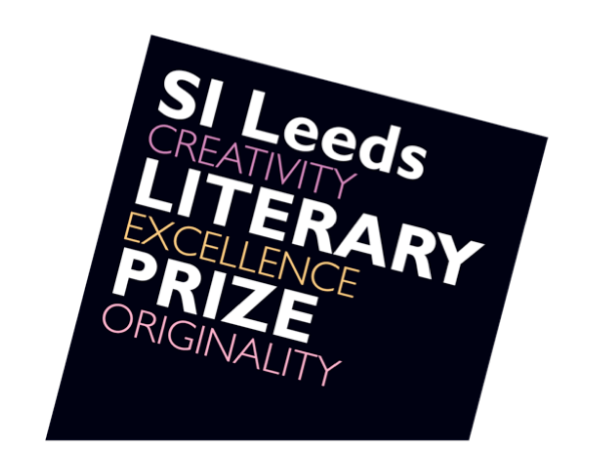 SI Leeds
CREATIVITY
LITERARY
EXCELLENCE
PRIZE
ORIGINALITY